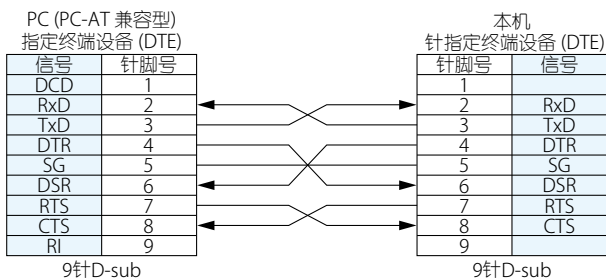 PC (PC-AT 兼容型)
指定终端设备 (DTE)
信号 针脚号
DCD 1
RxD 2
TxD 3
DTR 4
SG 5
DSR 6
RTS 7
CTS 8
RI 9
9针D-sub
本机
针指定终端设备 (DTE)
针脚号 信号
1
2 RxD
3 TxD
4 DTR
5 SG
6 DSR
7 RTS
8 CTS
9
9针D-sub